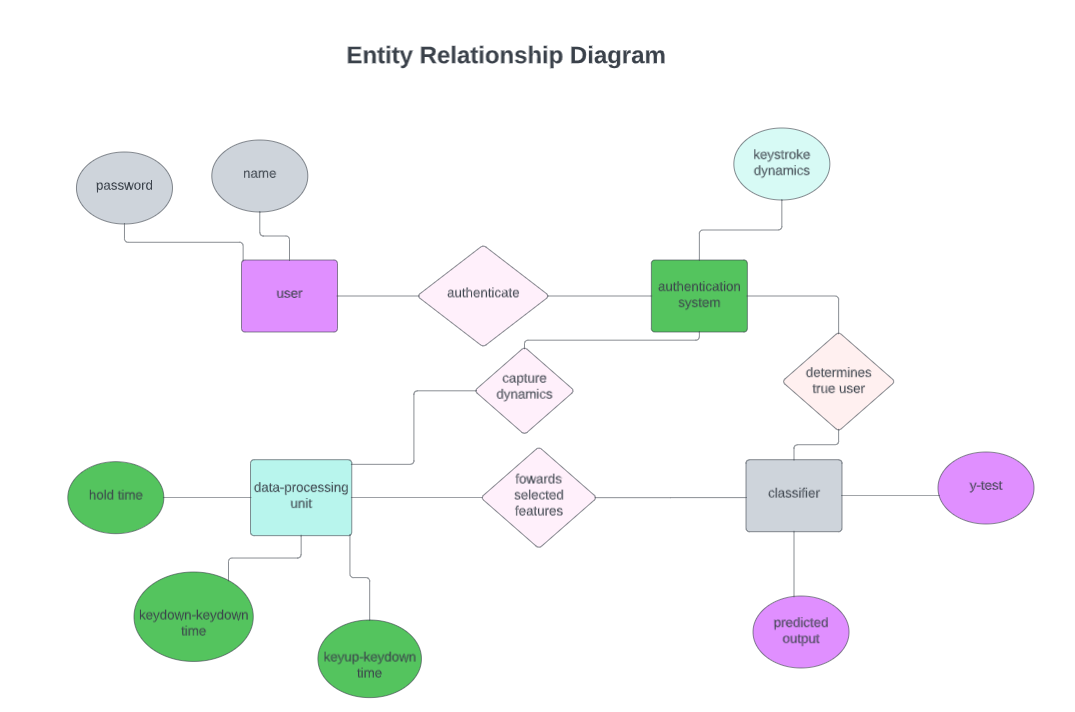 Entity Relationship Diagram
keystroke
dynamics
name
password
user
authenticate
authentication
system
capture
dynamics
determines
true user
fowards
selected
features
data-processing
unit
hold time
classifier
y-test
keydown-keydown
time
keyup-keydown
time
predicted
output